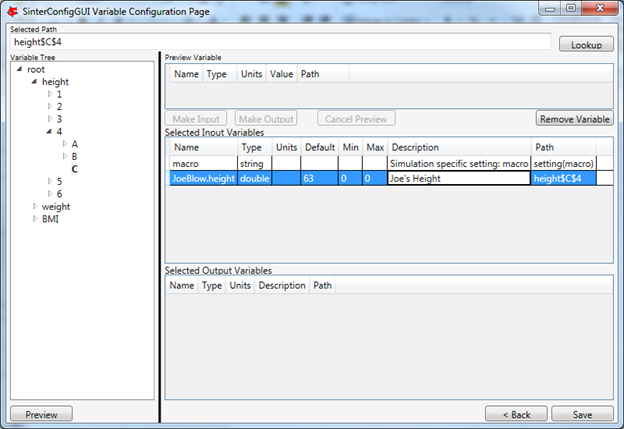 SinterConfigGUI Variable Configuration Page
Selected Path
height$C$4
Lookup
Variable Tree
root
height
1
2
3
4
A
B
C
5
6
weight
BMI
Preview Variable
Name Type Units Value Path
Make Input Make Output Cancel Preview Remove Variable
Selected Input Variables
Name Type Units Default Min Max Description Path
macro string Simulation specific setting: macro setting(macro)
JoeBlow.height double 63 0 0 Joe's Height height$C$4
Selected Output Variables
Name Type Units Description Path
Preview < Back Save